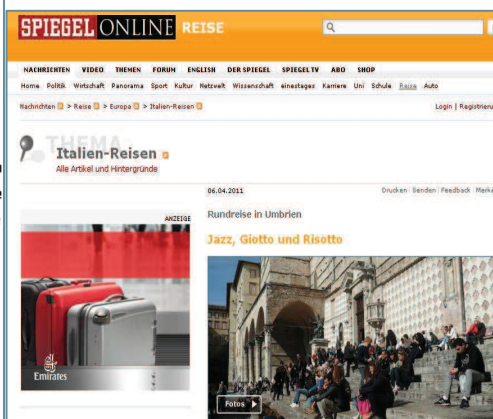 SPIEGEL ONLINE REISE
NACHRICHTEN VIDEO THEMEN FORUM ENGLISH DER SPIEGEL SPIEGEL TV ABO SHOP
Home Politik Wirtschaft Panorama Sport Kultur Netzwelt Wissenschaft einestages Karriere Uni Schule Reise Auto
Nachrichten > Reise > Europa > Italien-Reisen
Login | Registrieru
THEMA
Italien-Reisen
Alle Artikel und Hintergründe
06.04.2011
Drucken | Senden | Feedback | Merke
ANZEIGE
Rundreise in Umbrien
Jazz, Giotto und Risotto
Emirates
Fotos